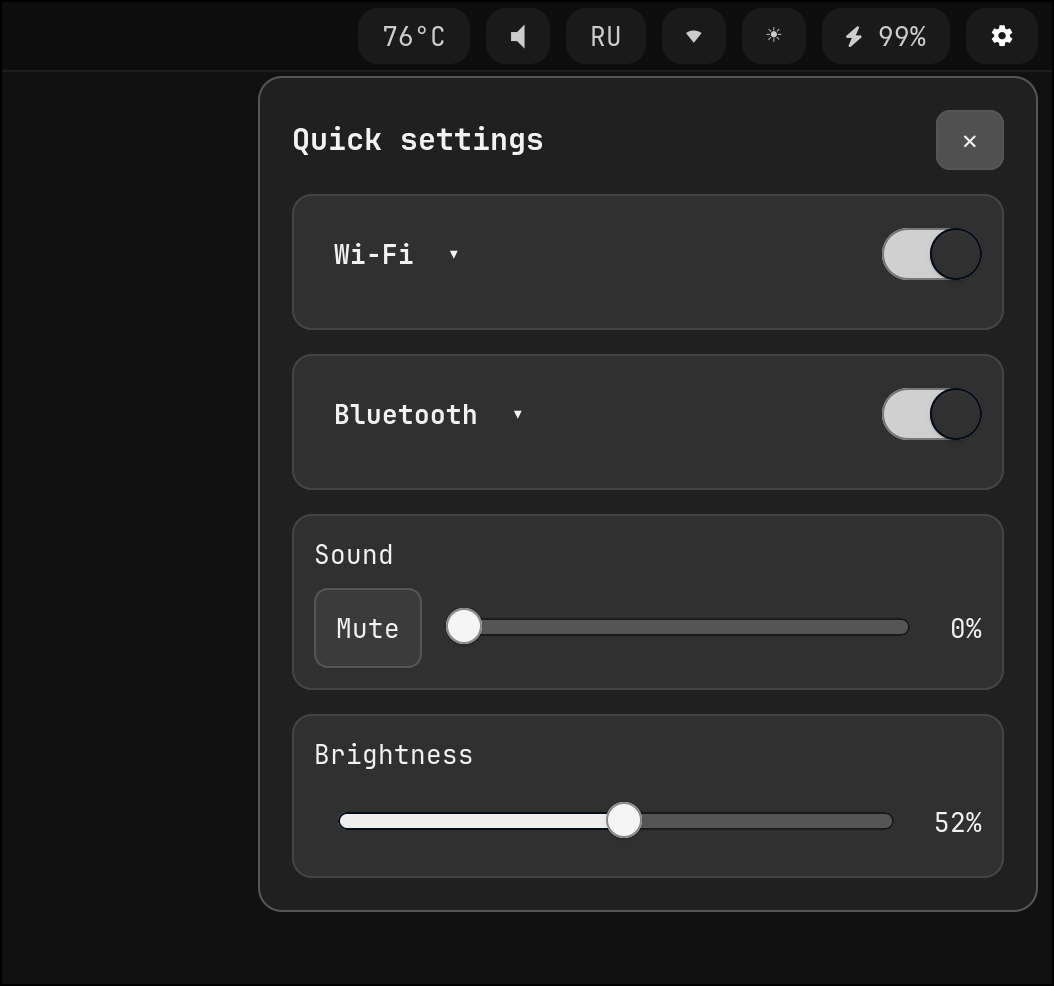 76°C RU 99%
Quick settings ×
Wi-Fi ▾
Bluetooth ▾
Sound
Mute 0%
Brightness
52%